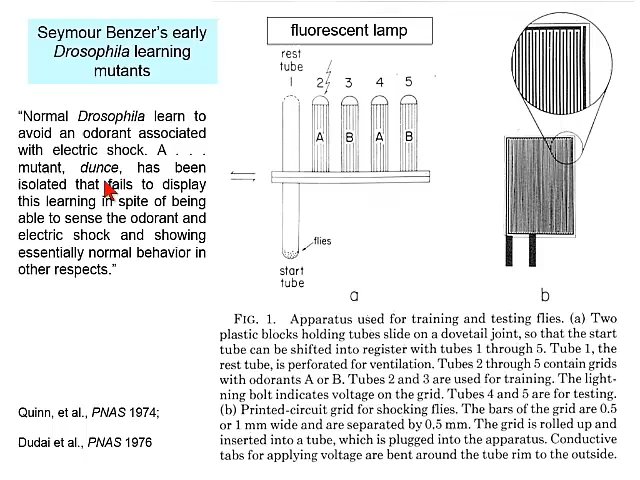 Seymour Benzer's early
Drosophila learning
mutants
"Normal Drosophila learn to
avoid an odorant associated
with electric shock. A . . .
mutant, dunce, has been
isolated that fails to display
this learning in spite of being
able to sense the odorant and
electric shock and showing
essentially normal behavior in
other respects."
Quinn, et al., PNAS 1974;
Dudai et al., PNAS 1976
fluorescent lamp
rest
tube
1 2 3 4 5
A B A B
flies
start
tube
a
b
FIG. 1. Apparatus used for training and testing flies. (a) Two
plastic blocks holding tubes slide on a dovetail joint, so that the start
tube can be shifted into register with tubes 1 through 5. Tube 1, the
rest tube, is perforated for ventilation. Tubes 2 through 5 contain grids
with odorants A or B. Tubes 2 and 3 are used for training. The light-
ning bolt indicates voltage on the grid. Tubes 4 and 5 are for testing.
(b) Printed-circuit grid for shocking flies. The bars of the grid are 0.5
or 1 mm wide and are separated by 0.5 mm. The grid is rolled up and
inserted into a tube, which is plugged into the apparatus. Conductive
tabs for applying voltage are bent around the tube rim to the outside.